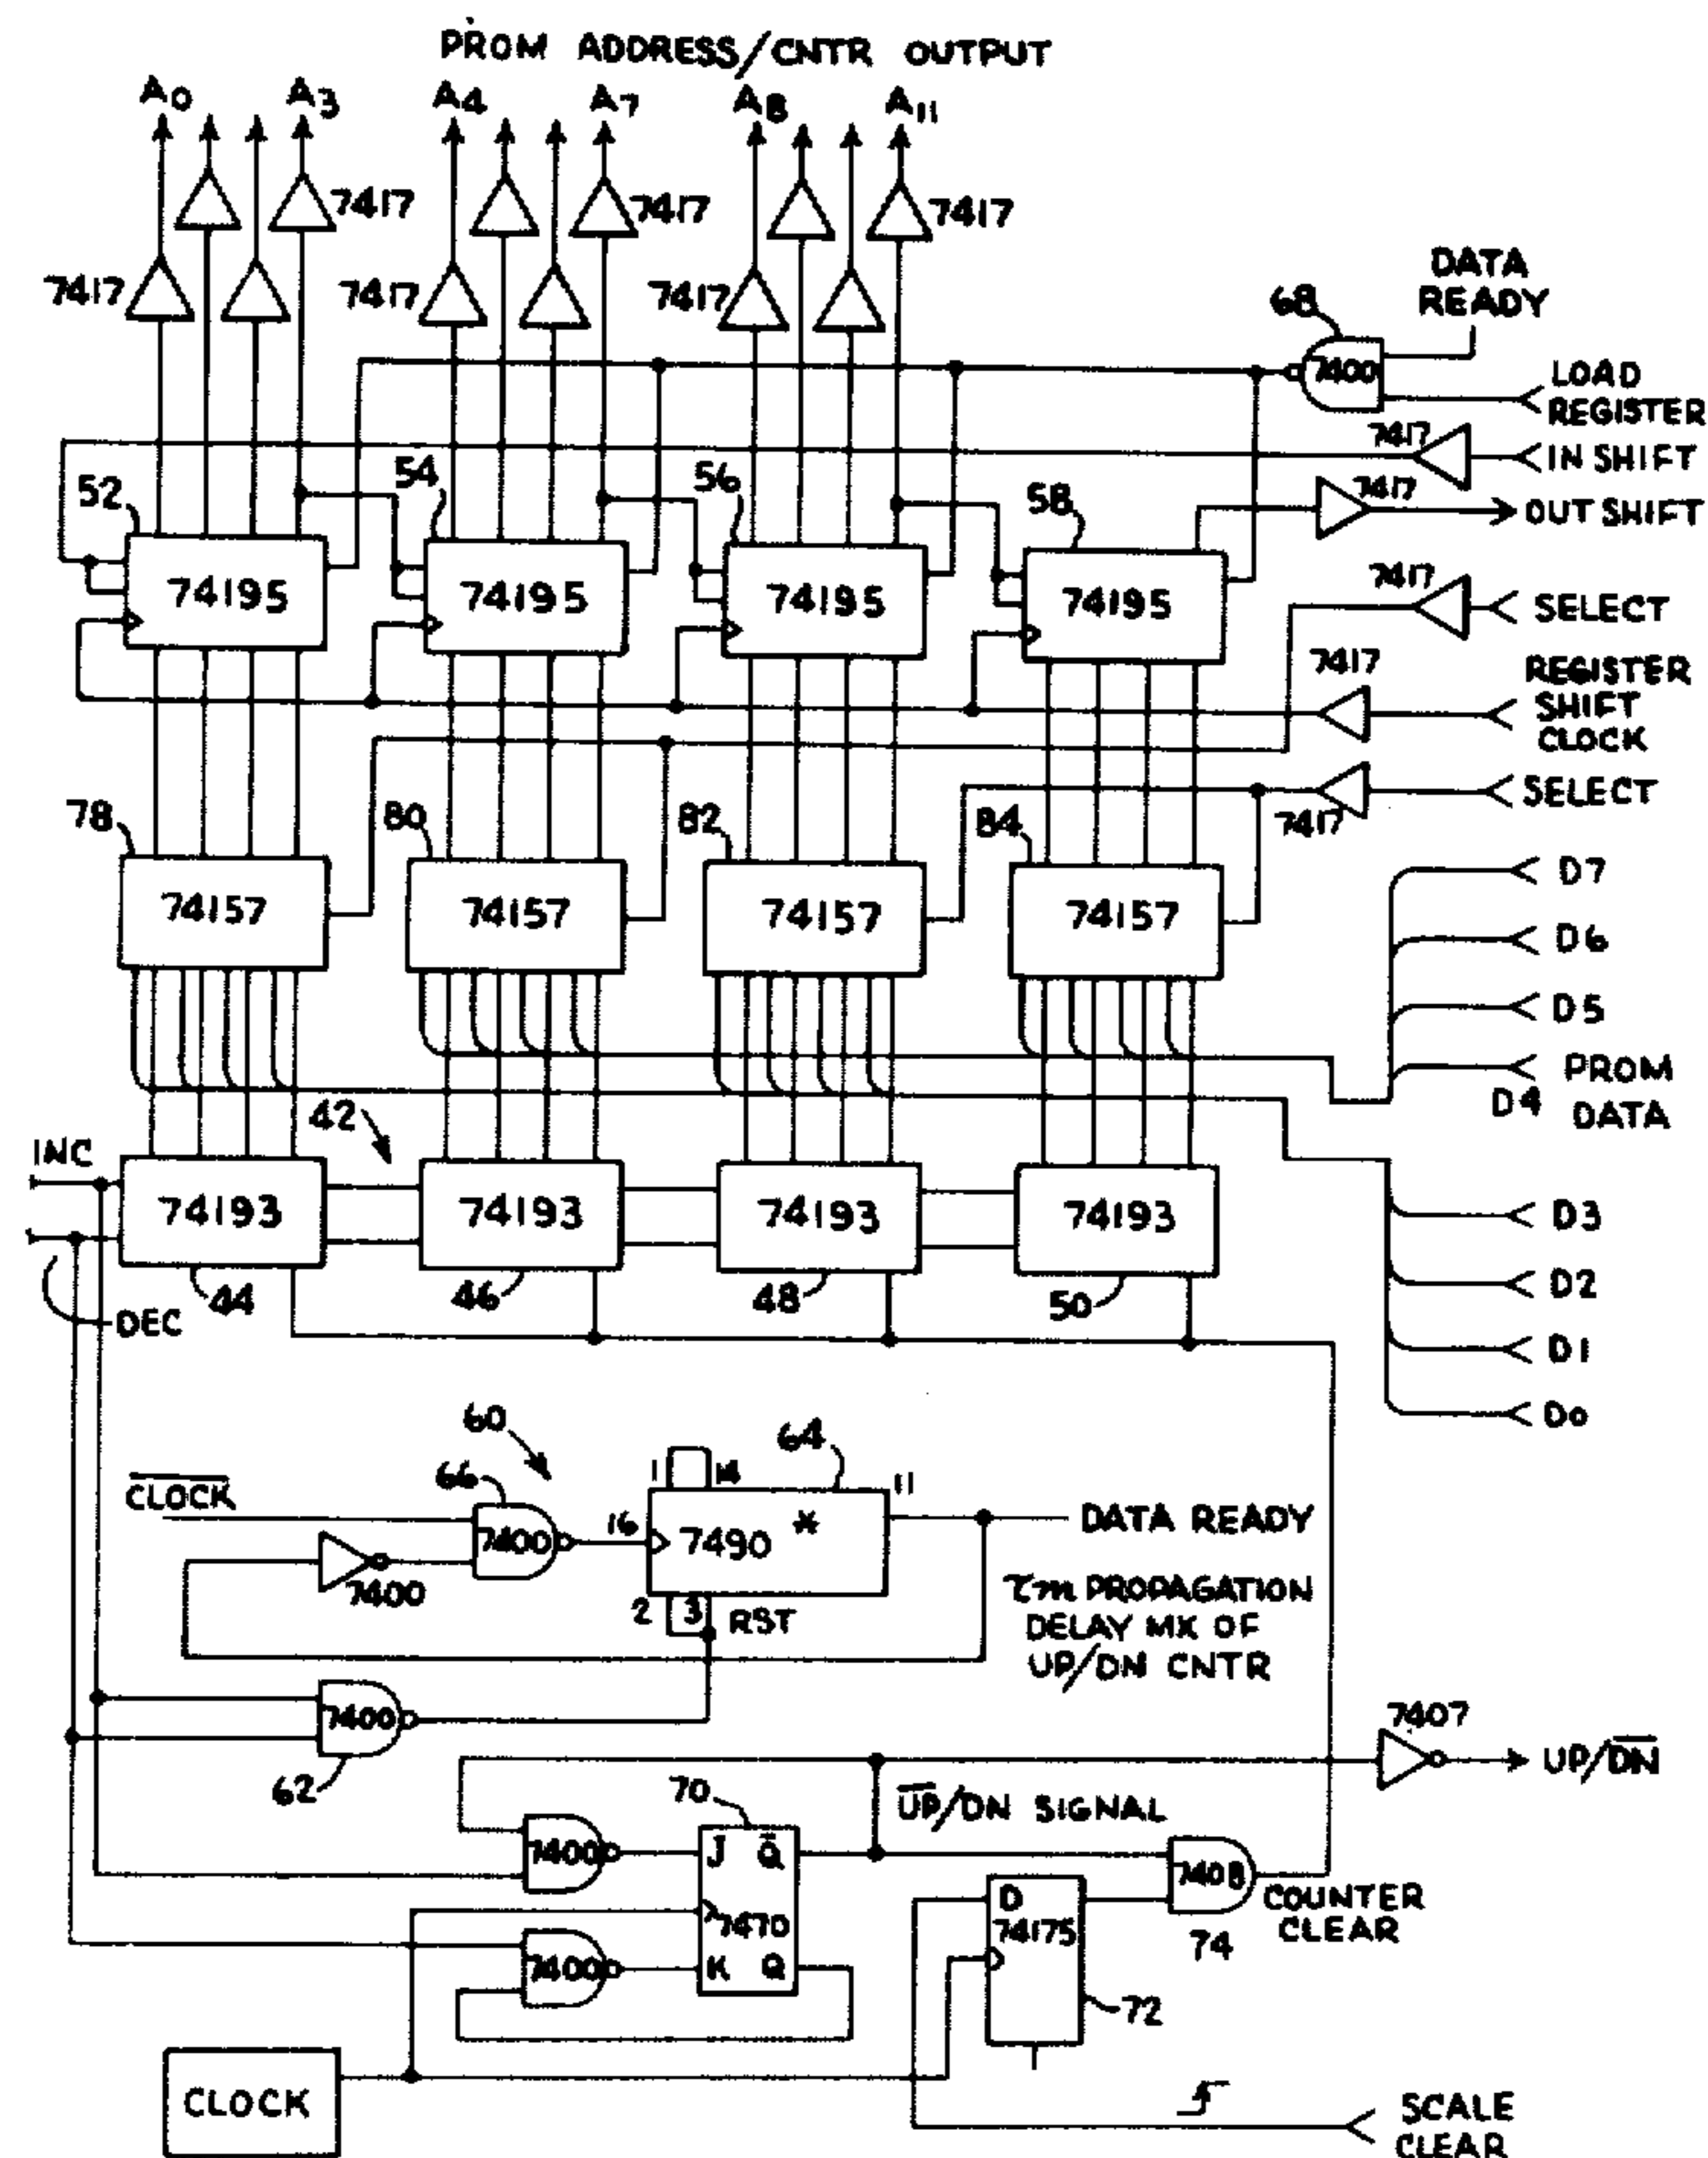 PROM ADDRESS/CNTR OUTPUT
A0 A3 A4 A7 A8 A11
7417 7417 7417
7417 7417 7417
68
DATA
READY
7400
LOAD
REGISTER
7417
IN SHIFT
7417
OUT SHIFT
52 54 56 58
74195 74195 74195 74195
7417
SELECT
7417
REGISTER
SHIFT
CLOCK
7417
SELECT
78 80 82 84
74157 74157 74157 74157
D7
D6
D5
PROM
D4 DATA
42
INC
74193 74193 74193 74193
DEC
44 46 48 50
D3
D2
D1
D0
60
64
66
CLOCK
1 14 11
7400
16
7490 *
DATA READY
7400
2 3 RST
τm PROPAGATION
DELAY MX OF
UP/DN CNTR
7400
62
7407
UP/DN
70
UP/DN SIGNAL
7400
J Q
7470
K Q
7400
D
74175
72
7408
74
COUNTER
CLEAR
CLOCK
SCALE
CLEAR